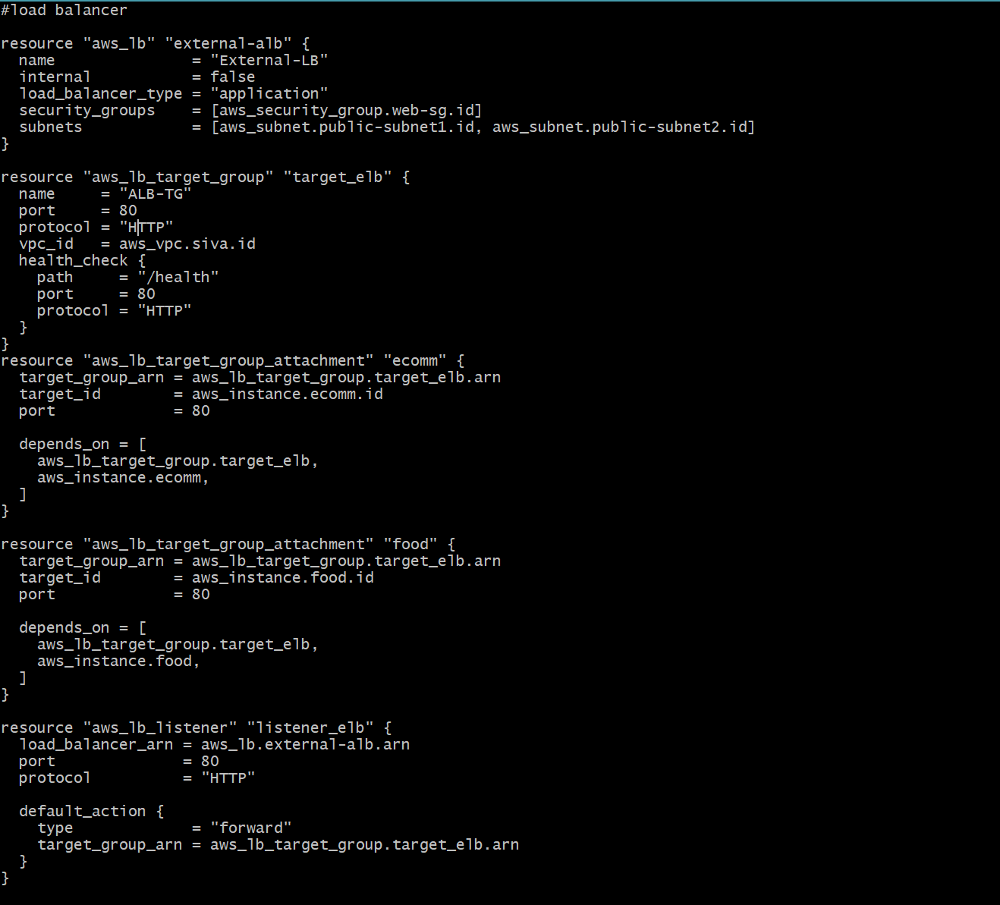 #load balancer

resource "aws_lb" "external-alb" {
  name               = "External-LB"
  internal           = false
  load_balancer_type = "application"
  security_groups    = [aws_security_group.web-sg.id]
  subnets            = [aws_subnet.public-subnet1.id, aws_subnet.public-subnet2.id]
}

resource "aws_lb_target_group" "target_elb" {
  name     = "ALB-TG"
  port     = 80
  protocol = "HTTP"
  vpc_id   = aws_vpc.siva.id
  health_check {
    path     = "/health"
    port     = 80
    protocol = "HTTP"
  }
}
resource "aws_lb_target_group_attachment" "ecomm" {
  target_group_arn = aws_lb_target_group.target_elb.arn
  target_id        = aws_instance.ecomm.id
  port             = 80

  depends_on = [
    aws_lb_target_group.target_elb,
    aws_instance.ecomm,
  ]
}

resource "aws_lb_target_group_attachment" "food" {
  target_group_arn = aws_lb_target_group.target_elb.arn
  target_id        = aws_instance.food.id
  port             = 80

  depends_on = [
    aws_lb_target_group.target_elb,
    aws_instance.food,
  ]
}

resource "aws_lb_listener" "listener_elb" {
  load_balancer_arn = aws_lb.external-alb.arn
  port              = 80
  protocol          = "HTTP"

  default_action {
    type             = "forward"
    target_group_arn = aws_lb_target_group.target_elb.arn
  }
}